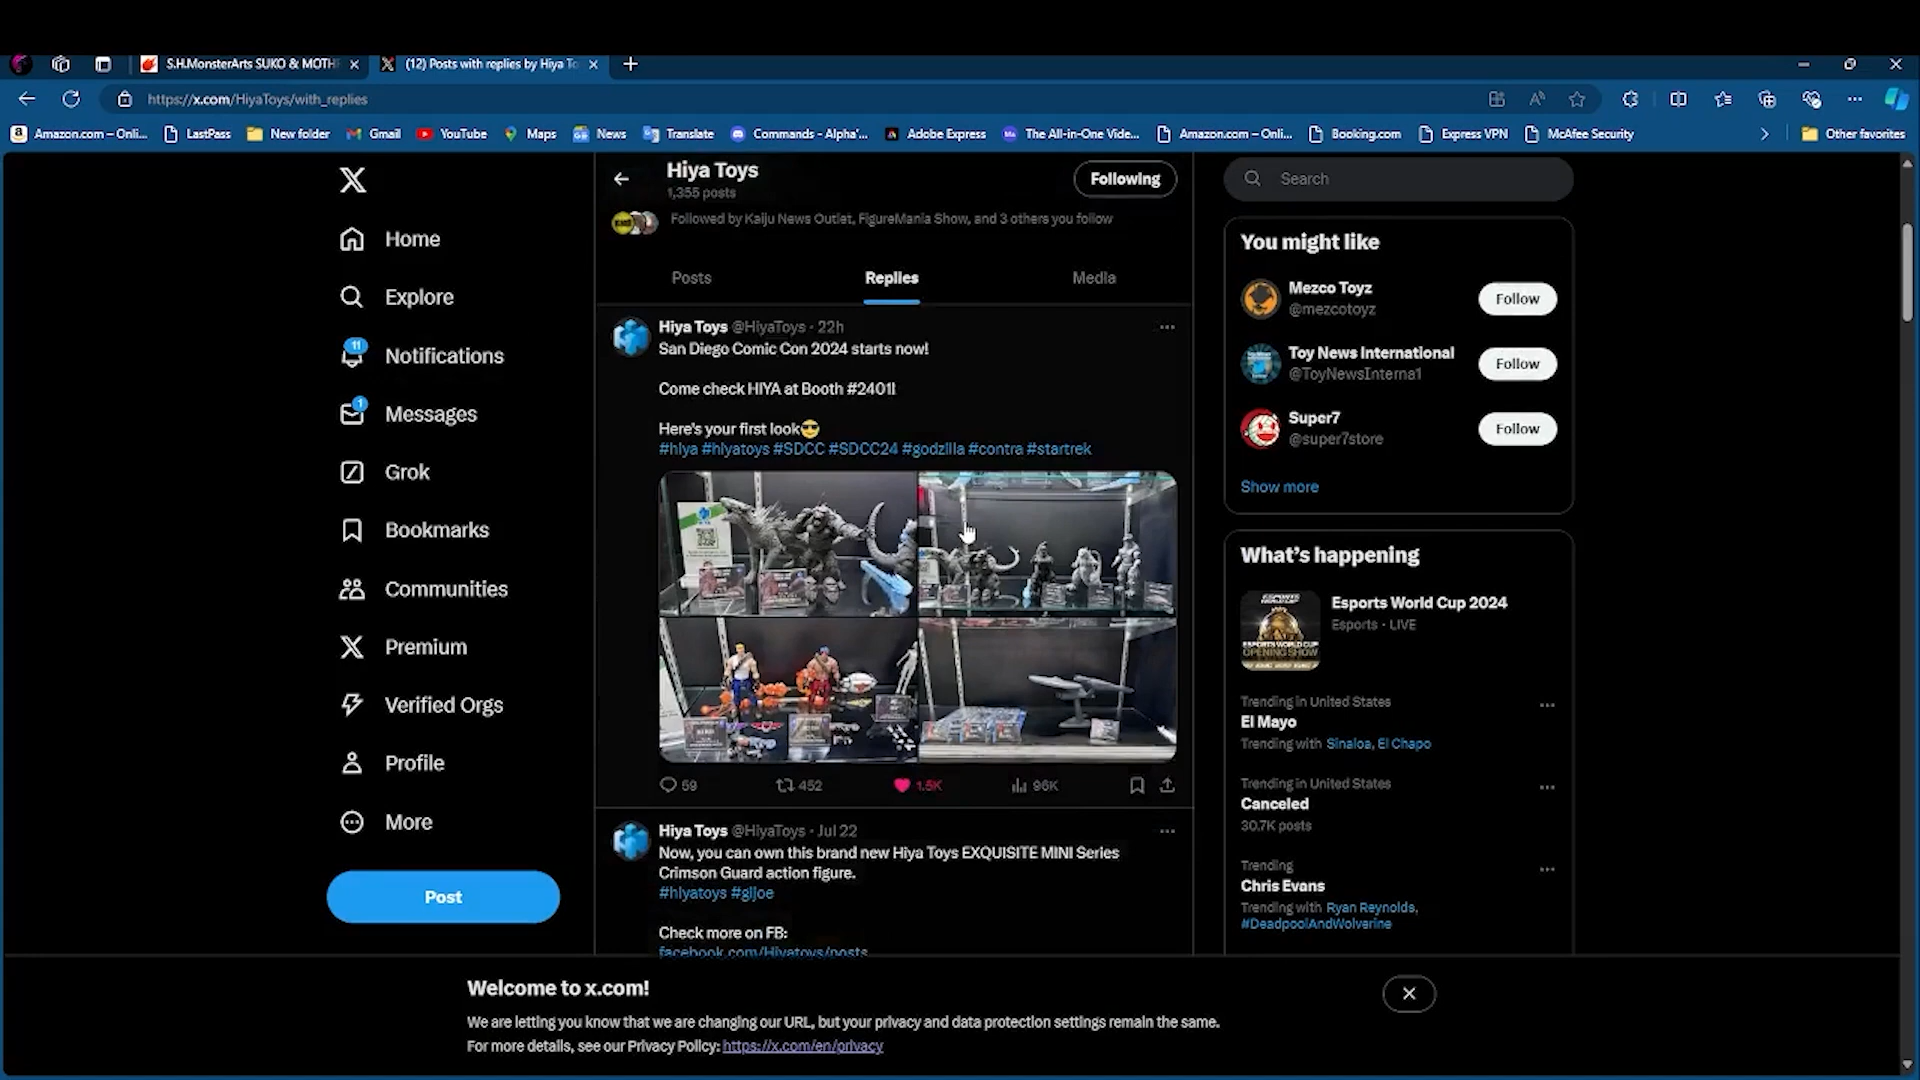 S.H.MonsterArts SUKO & MOTH
(12) Posts with replies by Hiya To
https://x.com/HiyaToys/with_replies
Amazon.com – Onli...
LastPass
New folder
Gmail
YouTube
Maps
News
Translate
Commands - Alpha'...
Adobe Express
The All-in-One Vide...
Amazon.com – Onli...
Booking.com
Express VPN
McAfee Security
Other favorites
Home
Explore
11
Notifications
1
Messages
Grok
Bookmarks
Communities
Premium
Verified Orgs
Profile
More
Post
Hiya Toys
1,355 posts
Following
Followed by Kaiju News Outlet, FigureMania Show, and 3 others you follow
Posts
Replies
Media
Hiya Toys @HiyaToys · 22h
San Diego Comic Con 2024 starts now!
Come check HIYA at Booth #2401!
Here's your first look😎
#hiya #hiyatoys #SDCC #SDCC24 #godzilla #contra #startrek
59
452
1.5K
96K
Hiya Toys @HiyaToys · Jul 22
Now, you can own this brand new Hiya Toys EXQUISITE MINI Series
Crimson Guard action figure.
#hiyatoys #gijoe
Check more on FB:
facebook.com/Hiyatoys/posts
Search
You might like
Mezco Toyz
@mezcotoyz
Follow
Toy News International
@ToyNewsInterna1
Follow
Super7
@super7store
Follow
Show more
What's happening
ESPORTS WORLD CUP
OPENING SHOW
Esports World Cup 2024
Esports · LIVE
Trending in United States
El Mayo
Trending with Sinaloa, El Chapo
Trending in United States
Canceled
30.7K posts
Trending
Chris Evans
Trending with Ryan Reynolds,
#DeadpoolAndWolverine
Welcome to x.com!
We are letting you know that we are changing our URL, but your privacy and data protection settings remain the same.
For more details, see our Privacy Policy: https://x.com/en/privacy